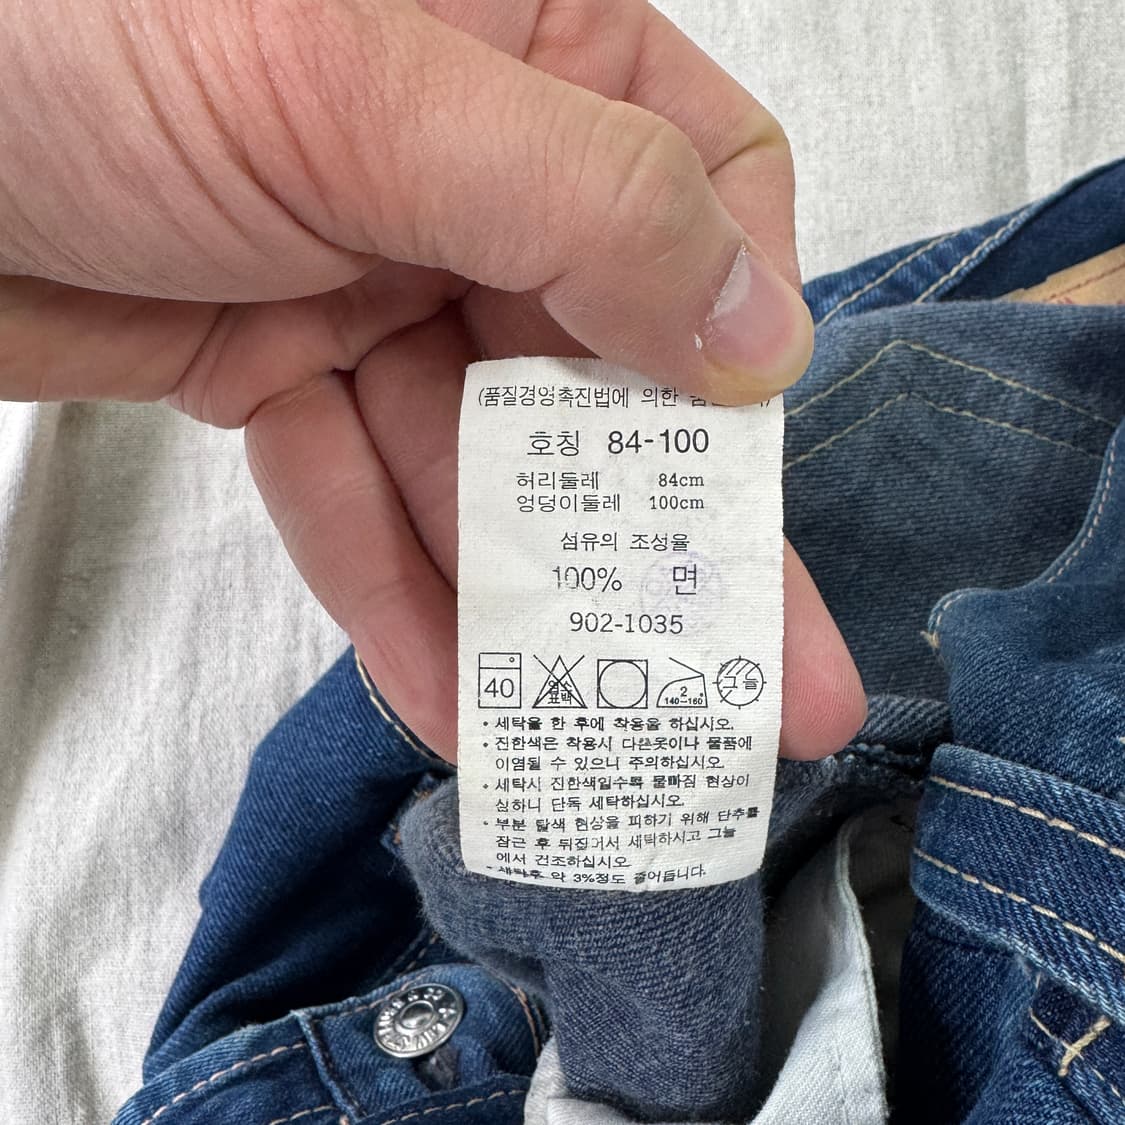 (품질경영촉진법에 의한
호칭 84-100
허리둘레 84cm
엉덩이둘레 100cm
섬유의 조성율
100% 면
902-1035
40 염소 표백 2 140~160° 그늘
• 세탁을 한 후에 착용을 하십시오.
• 진한색은 착용시 다른옷이나 물품에
이염될 수 있으니 주의하십시오.
• 세탁시 진한색일수록 물빠짐 현상이
심하니 단독 세탁하십시오.
• 부분 탈색 현상을 피하기 위해 단추를
잠근 후 뒤집어서 세탁하시고 그늘
에서 건조하십시오
• 세탁후 약 3%정도 줄어듭니다.